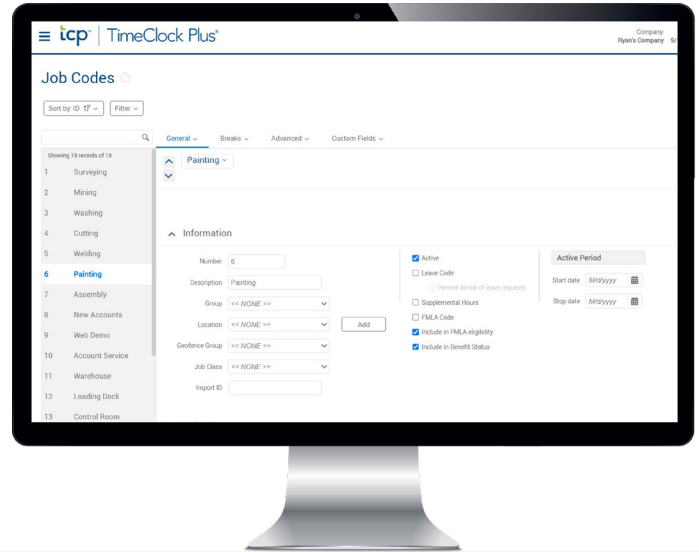 tcp | TimeClock Plus®
Company:
Ryan's Company 9/
Job Codes
Sort by: ID
Filter
General
Breaks
Advanced
Custom Fields
Showing 19 records of 19
1 Surveying
2 Mining
3 Washing
4 Cutting
5 Welding
6 Painting
7 Assembly
8 New Accounts
9 Web Demo
10 Account Service
11 Warehouse
12 Loading Dock
13 Control Room
Painting
Information
Number 6
Description Painting
Group << NONE >>
Location << NONE >>
Add
Geofence Group << NONE >>
Job Class << NONE >>
Import ID
Active
Leave Code
Prevent denial of leave requests
Supplemental Hours
FMLA Code
Include in FMLA eligibility
Include in Benefit Status
Active Period
Start date M/d/yyyy
Stop date M/d/yyyy